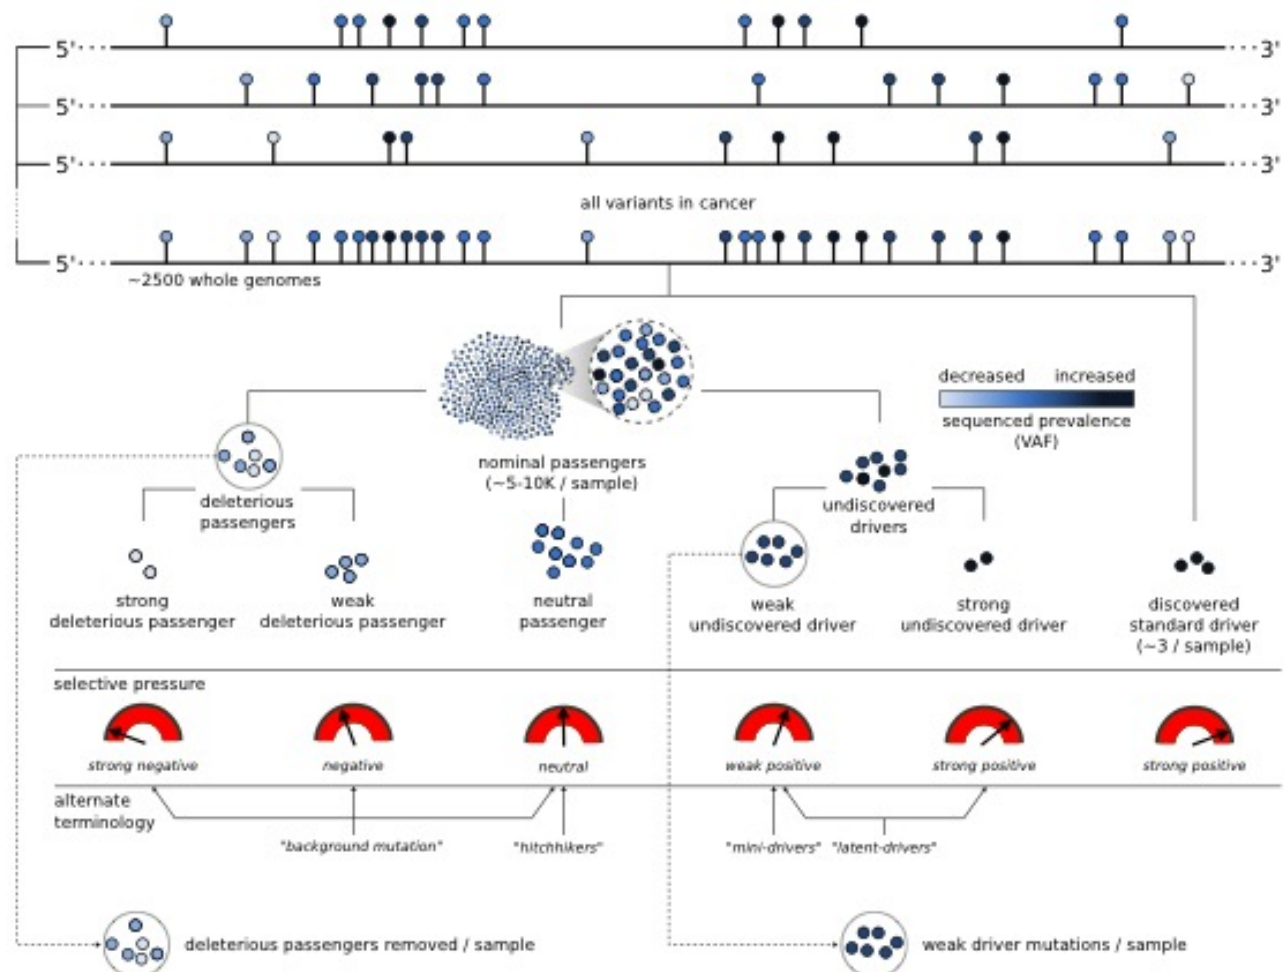 5' 3'
5' 3'
5' 3'
all variants in cancer
5' 3'
~2500 whole genomes
decreased increased
sequenced prevalence
(VAF)
nominal passengers
(~5-10K / sample)
deleterious
passengers
undiscovered
drivers
strong
deleterious passenger
weak
deleterious passenger
neutral
passenger
weak
undiscovered driver
strong
undiscovered driver
discovered
standard driver
(~3 / sample)
selective pressure
strong negative
negative
neutral
weak positive
strong positive
strong positive
alternate
terminology
"background mutation"
"hitchhikers"
"mini-drivers"
"latent-drivers"
deleterious passengers removed / sample
weak driver mutations / sample